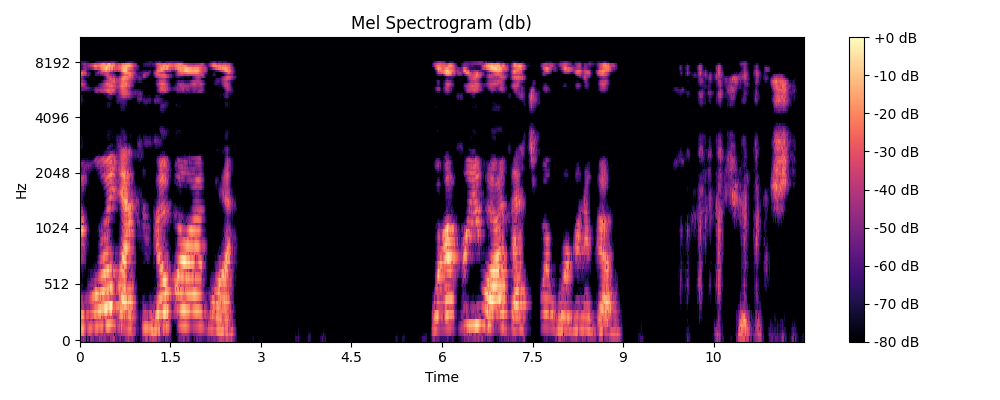 Mel Spectrogram (db)
8192
4096
2048
1024
512
0
Hz
0 1.5 3 4.5 6 7.5 9 10
Time
+0 dB
-10 dB
-20 dB
-30 dB
-40 dB
-50 dB
-60 dB
-70 dB
-80 dB